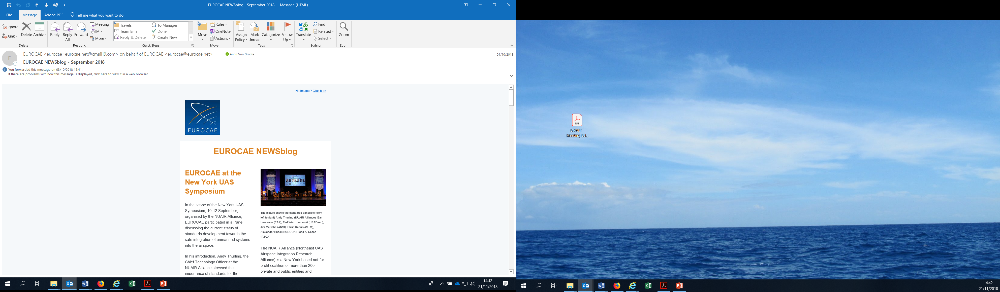 EUROCAE NEWSblog - September 2018 - Message (HTML)
File Message Adobe PDF Tell me what you want to do
Ignore
Junk
Delete
Archive
Delete
Reply
Reply All
Forward
Meeting
IM
More
Respond
Travels
To Manager
Team Email
Done
Reply & Delete
Create New
Quick Steps
Move
Rules
OneNote
Actions
Move
Assign Policy
Mark Unread
Categorize
Follow Up
Tags
Translate
Find
Related
Select
Editing
Zoom
Zoom
E
EUROCAE <eurocae=eurocae.net@cmail19.com> on behalf of EUROCAE <eurocae@eurocae.net>
Anna Von Groote
01/10/2018
EUROCAE NEWSblog - September 2018
You forwarded this message on 03/10/2018 15:41.
If there are problems with how this message is displayed, click here to view it in a web browser.
No Images? Click here
EUROCAE
EUROCAE NEWSblog
EUROCAE at the
New York UAS
Symposium
In the scope of the New York UAS
Symposium, 10-12 September,
organised by the NUAIR Alliance,
EUROCAE participated in a Panel
discussing the current status of
standards development towards the
safe integration of unmanned systems
into the airspace.
In his introduction, Andy Thurling, the
Chief Technology Officer at the
NUAIR Alliance stressed the
importance of standards for the
The picture shows the standards panellists (from
left to right) Andy Thurling (NUAIR Alliance), Earl
Lawrence (FAA), Ted Wierzbanowski (USAF-ret.),
Jim McCabe (ANSI), Philip Kenul (ASTM),
Alexander Engel (EUROCAE) and Al Secen
(RTCA)
The NUAIR Alliance (Northeast UAS
Airspace Integration Research
Alliance) is a New York based not-for-
profit coalition of more than 200
private and public entities and
14:42
21/11/2018
PDF
DRAFT
Meeting EU...
14:42
21/11/2018